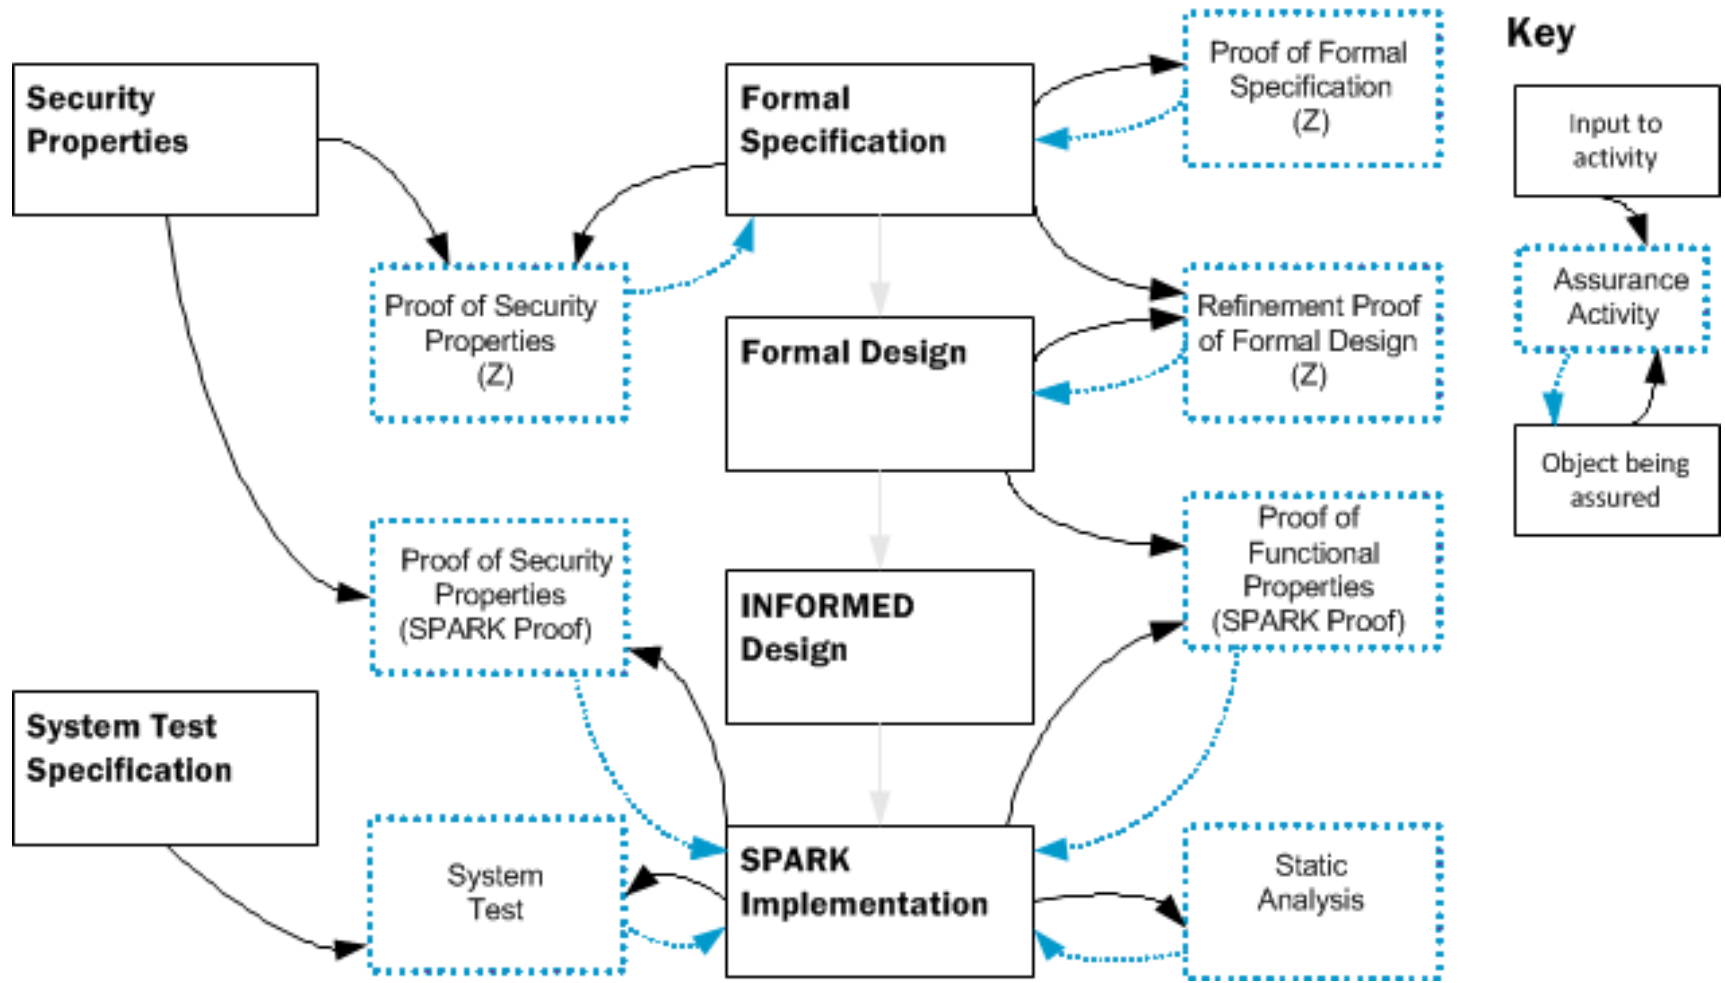 Security
Properties
Formal
Specification
Proof of Formal
Specification
(Z)
Key
Input to
activity
Assurance
Activity
Object being
assured
Proof of Security
Properties
(Z)
Formal Design
Refinement Proof
of Formal Design
(Z)
Proof of Security
Properties
(SPARK Proof)
INFORMED
Design
Proof of
Functional
Properties
(SPARK Proof)
System Test
Specification
System
Test
SPARK
Implementation
Static
Analysis